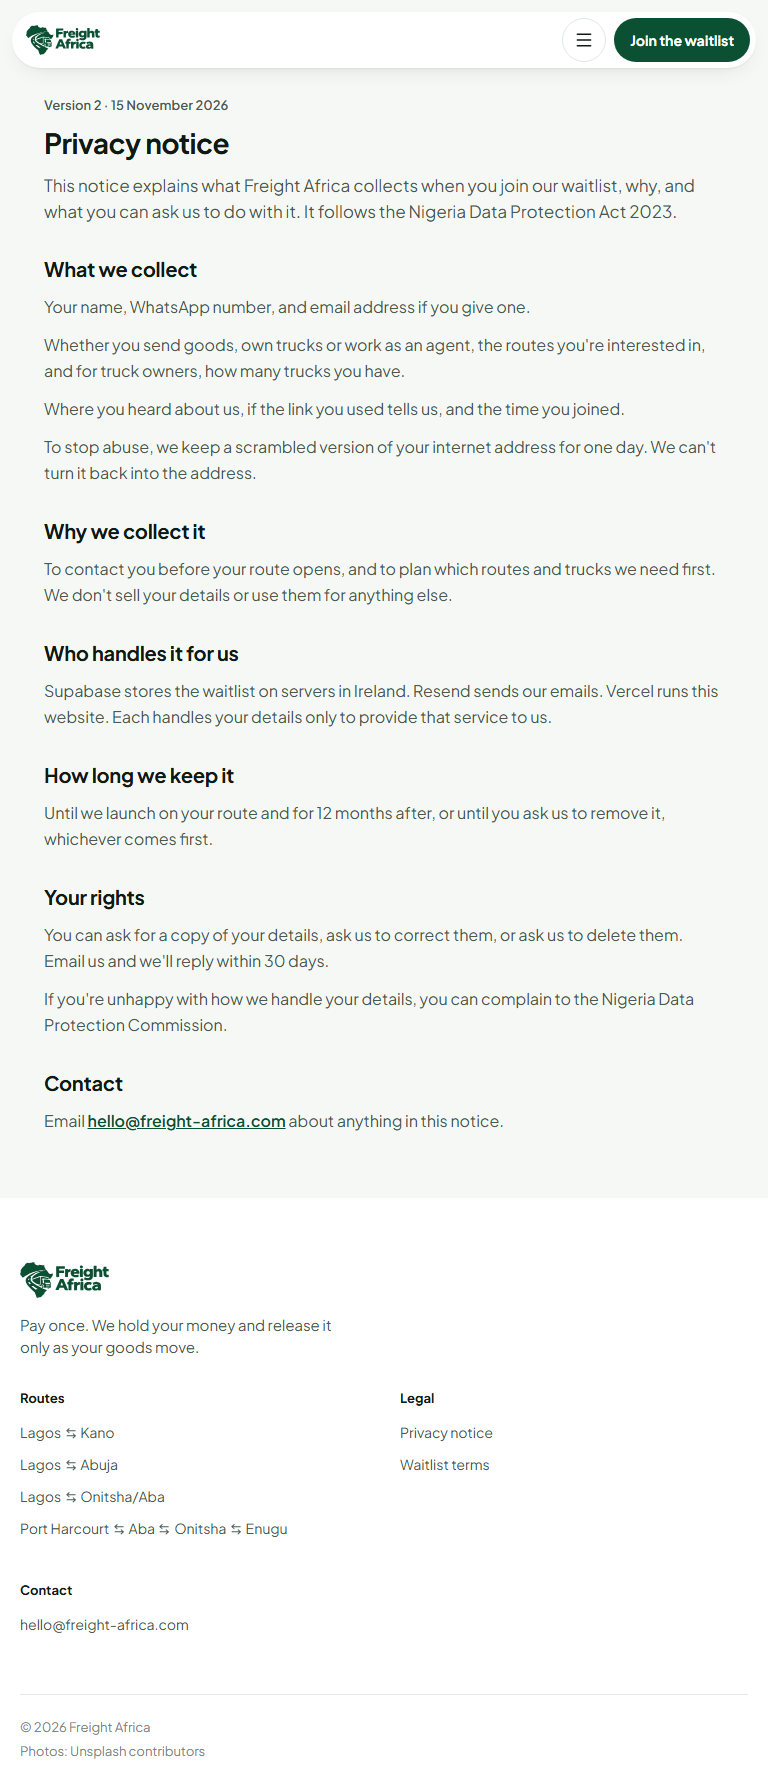 Freight
Africa
Join the waitlist
Version 2 · 15 November 2026
Privacy notice
This notice explains what Freight Africa collects when you join our waitlist, why, and
what you can ask us to do with it. It follows the Nigeria Data Protection Act 2023.
What we collect
Your name, WhatsApp number, and email address if you give one.
Whether you send goods, own trucks or work as an agent, the routes you're interested in,
and for truck owners, how many trucks you have.
Where you heard about us, if the link you used tells us, and the time you joined.
To stop abuse, we keep a scrambled version of your internet address for one day. We can't
turn it back into the address.
Why we collect it
To contact you before your route opens, and to plan which routes and trucks we need first.
We don't sell your details or use them for anything else.
Who handles it for us
Supabase stores the waitlist on servers in Ireland. Resend sends our emails. Vercel runs this
website. Each handles your details only to provide that service to us.
How long we keep it
Until we launch on your route and for 12 months after, or until you ask us to remove it,
whichever comes first.
Your rights
You can ask for a copy of your details, ask us to correct them, or ask us to delete them.
Email us and we'll reply within 30 days.
If you're unhappy with how we handle your details, you can complain to the Nigeria Data
Protection Commission.
Contact
Email hello@freight-africa.com about anything in this notice.
Freight
Africa
Pay once. We hold your money and release it
only as your goods move.
Routes
Lagos ⇆ Kano
Lagos ⇆ Abuja
Lagos ⇆ Onitsha/Aba
Port Harcourt ⇆ Aba ⇆ Onitsha ⇆ Enugu
Legal
Privacy notice
Waitlist terms
Contact
hello@freight-africa.com
© 2026 Freight Africa
Photos: Unsplash contributors